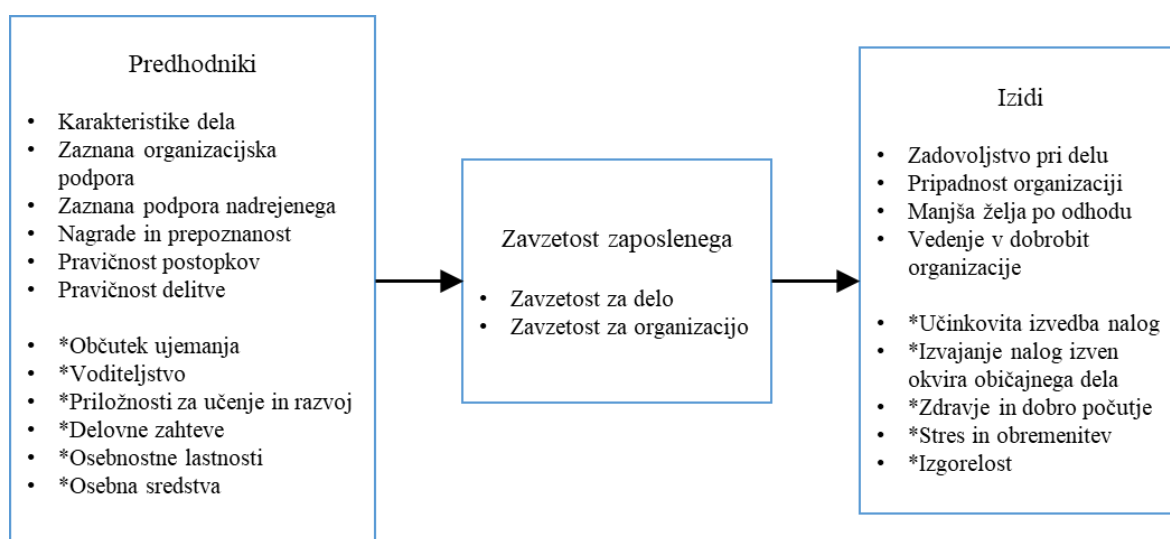 Predhodniki
• Karakteristike dela
• Zaznana organizacijska
podpora
• Zaznana podpora nadrejenega
• Nagrade in prepoznanost
• Pravičnost postopkov
• Pravičnost delitve
• *Občutek ujemanja
• *Voditeljstvo
• *Priložnosti za učenje in razvoj
• *Delovne zahteve
• *Osebnostne lastnosti
• *Osebna sredstva
Zavzetost zaposlenega
• Zavzetost za delo
• Zavzetost za organizacijo
Izidi
• Zadovoljstvo pri delu
• Pripadnost organizaciji
• Manjša želja po odhodu
• Vedenje v dobrobit
organizacije
• *Učinkovita izvedba nalog
• *Izvajanje nalog izven
okvira običajnega dela
• *Zdravje in dobro počutje
• *Stres in obremenitev
• *Izgorelost